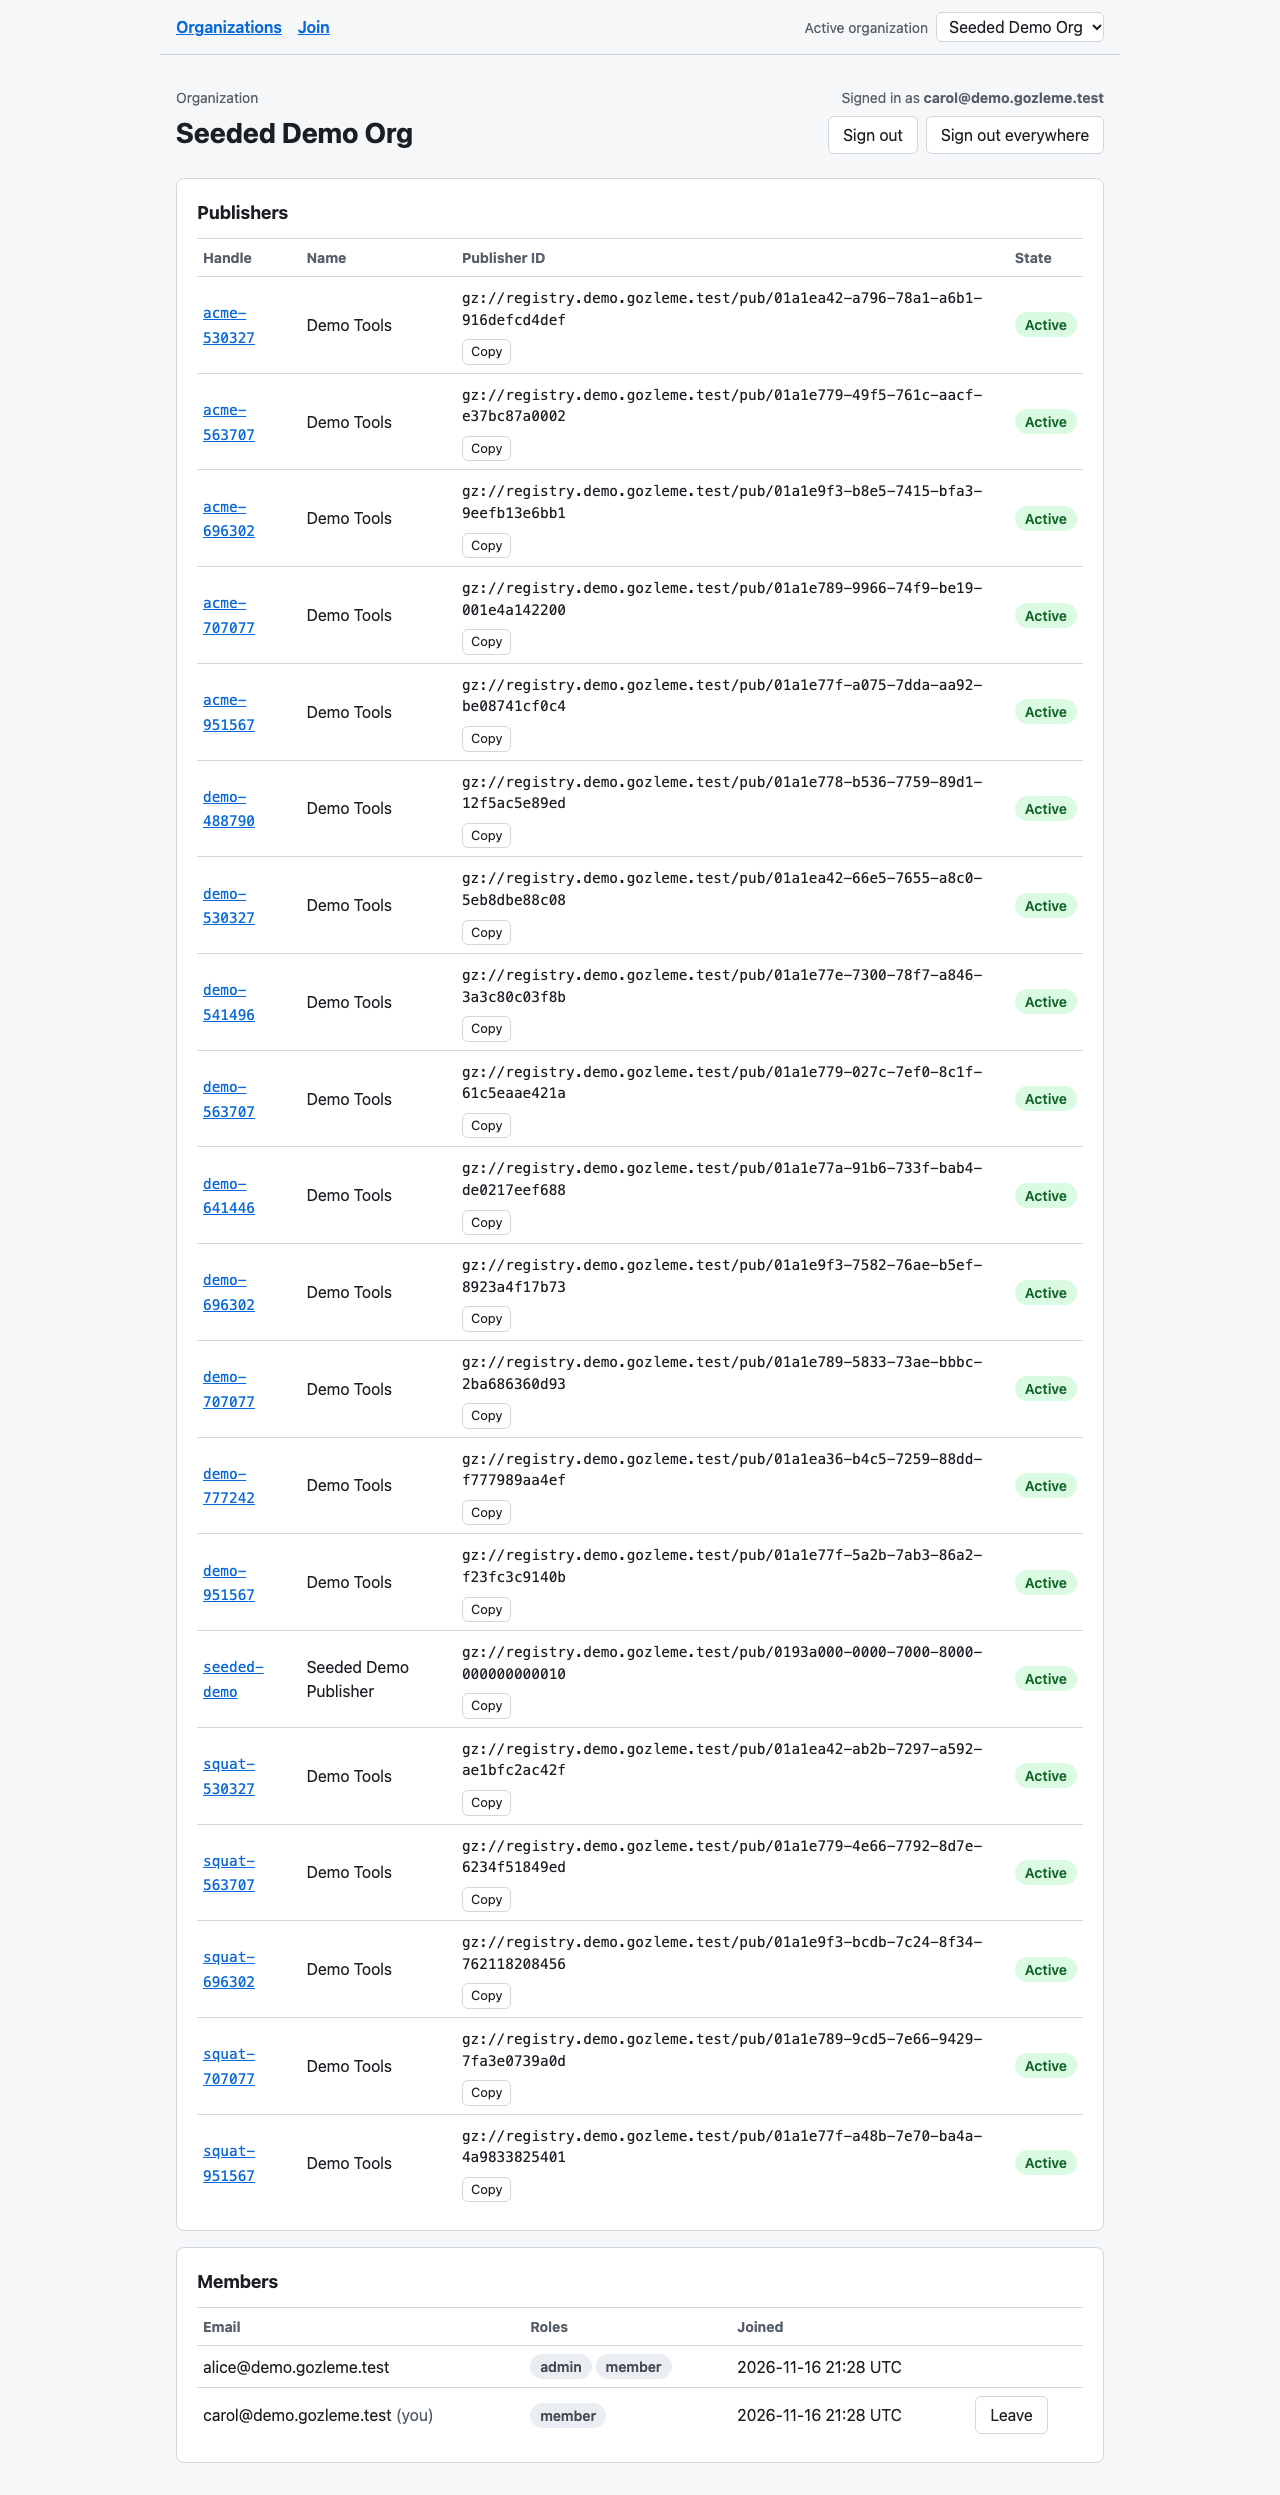 Organizations Join Active organization Seeded Demo Org
Organization Signed in as carol@demo.gozleme.test
Seeded Demo Org Sign out Sign out everywhere
Publishers
Handle Name Publisher ID State
acme-
530327
Demo Tools
gz://registry.demo.gozleme.test/pub/01a1ea42-a796-78a1-a6b1-
916defcd4def
Copy
Active
acme-
563707
Demo Tools
gz://registry.demo.gozleme.test/pub/01a1e779-49f5-761c-aacf-
e37bc87a0002
Copy
Active
acme-
696302
Demo Tools
gz://registry.demo.gozleme.test/pub/01a1e9f3-b8e5-7415-bfa3-
9eefb13e6bb1
Copy
Active
acme-
707077
Demo Tools
gz://registry.demo.gozleme.test/pub/01a1e789-9966-74f9-be19-
001e4a142200
Copy
Active
acme-
951567
Demo Tools
gz://registry.demo.gozleme.test/pub/01a1e77f-a075-7dda-aa92-
be08741cf0c4
Copy
Active
demo-
488790
Demo Tools
gz://registry.demo.gozleme.test/pub/01a1e778-b536-7759-89d1-
12f5ac5e89ed
Copy
Active
demo-
530327
Demo Tools
gz://registry.demo.gozleme.test/pub/01a1ea42-66e5-7655-a8c0-
5eb8dbe88c08
Copy
Active
demo-
541496
Demo Tools
gz://registry.demo.gozleme.test/pub/01a1e77e-7300-78f7-a846-
3a3c80c03f8b
Copy
Active
demo-
563707
Demo Tools
gz://registry.demo.gozleme.test/pub/01a1e779-027c-7ef0-8c1f-
61c5eaae421a
Copy
Active
demo-
641446
Demo Tools
gz://registry.demo.gozleme.test/pub/01a1e77a-91b6-733f-bab4-
de0217eef688
Copy
Active
demo-
696302
Demo Tools
gz://registry.demo.gozleme.test/pub/01a1e9f3-7582-76ae-b5ef-
8923a4f17b73
Copy
Active
demo-
707077
Demo Tools
gz://registry.demo.gozleme.test/pub/01a1e789-5833-73ae-bbbc-
2ba686360d93
Copy
Active
demo-
777242
Demo Tools
gz://registry.demo.gozleme.test/pub/01a1ea36-b4c5-7259-88dd-
f777989aa4ef
Copy
Active
demo-
951567
Demo Tools
gz://registry.demo.gozleme.test/pub/01a1e77f-5a2b-7ab3-86a2-
f23fc3c9140b
Copy
Active
seeded-
demo
Seeded Demo
Publisher
gz://registry.demo.gozleme.test/pub/0193a000-0000-7000-8000-
000000000010
Copy
Active
squat-
530327
Demo Tools
gz://registry.demo.gozleme.test/pub/01a1ea42-ab2b-7297-a592-
ae1bfc2ac42f
Copy
Active
squat-
563707
Demo Tools
gz://registry.demo.gozleme.test/pub/01a1e779-4e66-7792-8d7e-
6234f51849ed
Copy
Active
squat-
696302
Demo Tools
gz://registry.demo.gozleme.test/pub/01a1e9f3-bcdb-7c24-8f34-
762118208456
Copy
Active
squat-
707077
Demo Tools
gz://registry.demo.gozleme.test/pub/01a1e789-9cd5-7e66-9429-
7fa3e0739a0d
Copy
Active
squat-
951567
Demo Tools
gz://registry.demo.gozleme.test/pub/01a1e77f-a48b-7e70-ba4a-
4a9833825401
Copy
Active
Members
Email Roles Joined
alice@demo.gozleme.test admin member 2026-11-16 21:28 UTC
carol@demo.gozleme.test (you) member 2026-11-16 21:28 UTC Leave